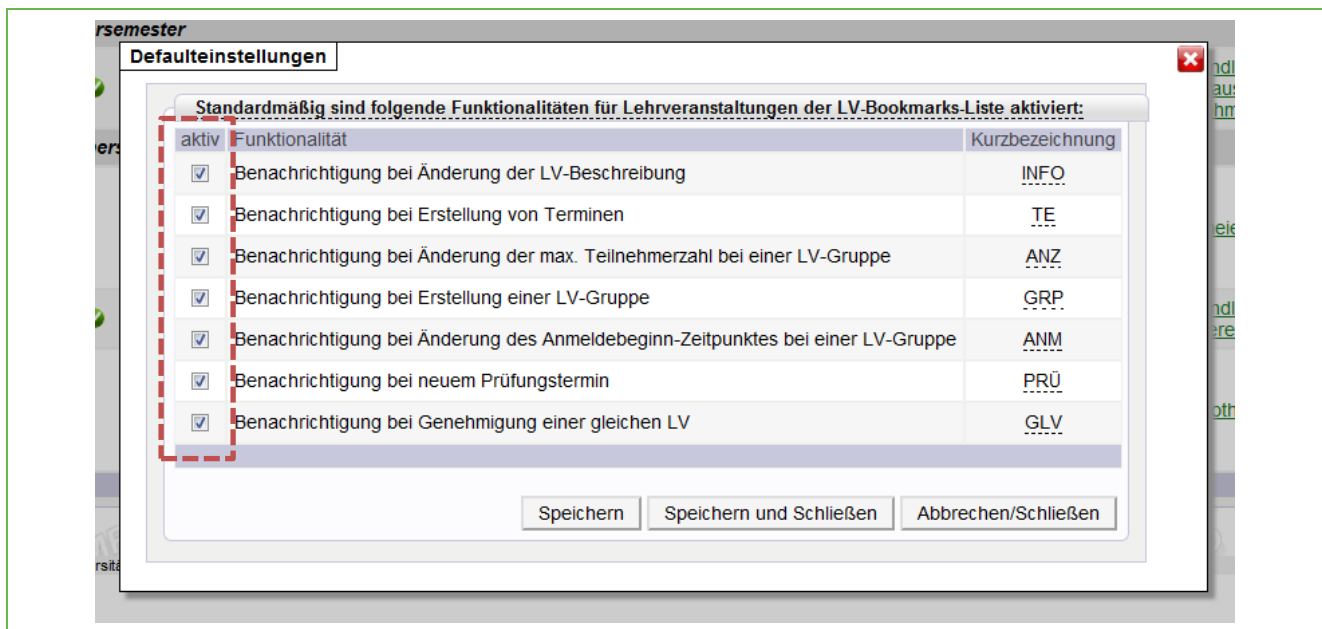 rsemester
Defaulteinstellungen
Standardmäßig sind folgende Funktionalitäten für Lehrveranstaltungen der LV-Bookmarks-Liste aktiviert:
aktiv Funktionalität Kurzbezeichnung
Benachrichtigung bei Änderung der LV-Beschreibung INFO
Benachrichtigung bei Erstellung von Terminen TE
Benachrichtigung bei Änderung der max. Teilnehmerzahl bei einer LV-Gruppe ANZ
Benachrichtigung bei Erstellung einer LV-Gruppe GRP
Benachrichtigung bei Änderung des Anmeldebeginn-Zeitpunktes bei einer LV-Gruppe ANM
Benachrichtigung bei neuem Prüfungstermin PRÜ
Benachrichtigung bei Genehmigung einer gleichen LV GLV
Speichern Speichern und Schließen Abbrechen/Schließen